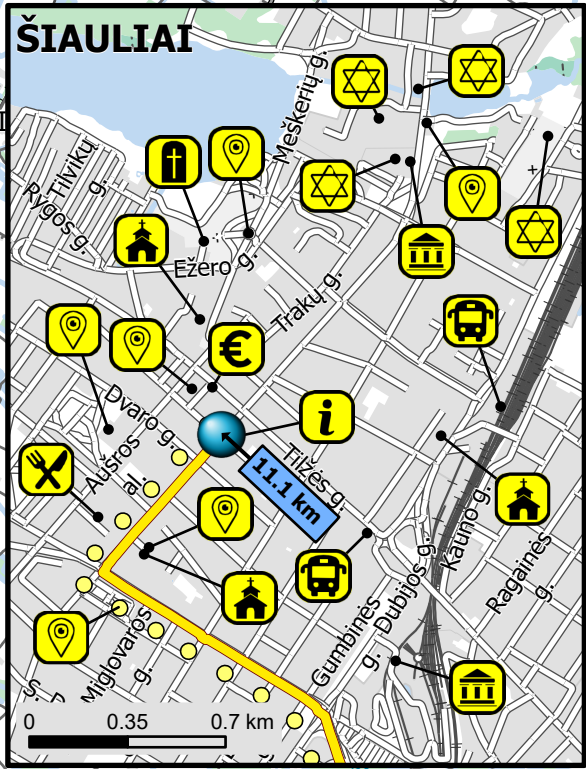 ŠIAULIAI
Meškerių g.
Tilvikų g.
Rygos g.
Ežero g.
Trakų g.
€
Dvaro g.
i
Aušros al.
Tilžės g.
11.1 km
Kauno g.
Dubijos g.
Ragainės g.
Gumbinės g.
Miglovaros g.
0 0.35 0.7 km